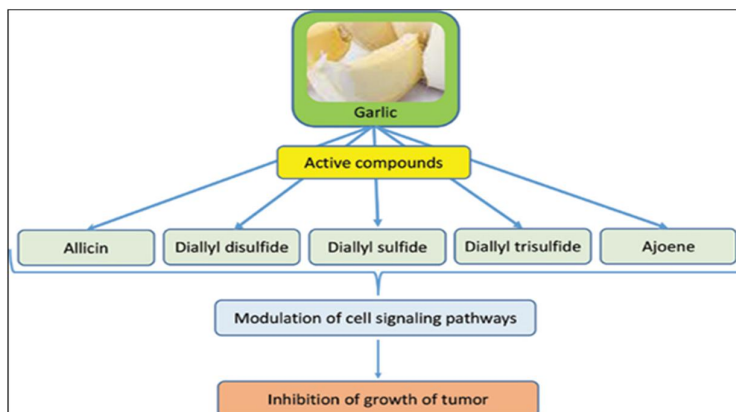 Garlic
Active compounds
Allicin
Diallyl disulfide
Diallyl sulfide
Diallyl trisulfide
Ajoene
Modulation of cell signaling pathways
Inhibition of growth of tumor